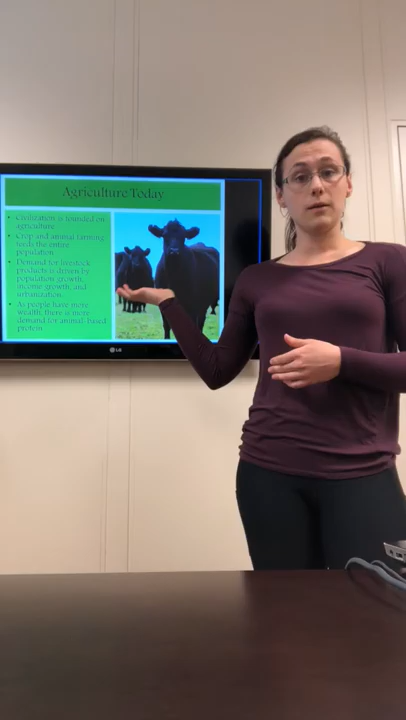 Agriculture Today
Civilization is founded on
agriculture
Crop and animal farming
feeds the entire
population
Demand for livestock
products is driven by
population growth,
income growth, and
urbanization
As people have more
wealth, there is more
demand for animal-based
protein
LG